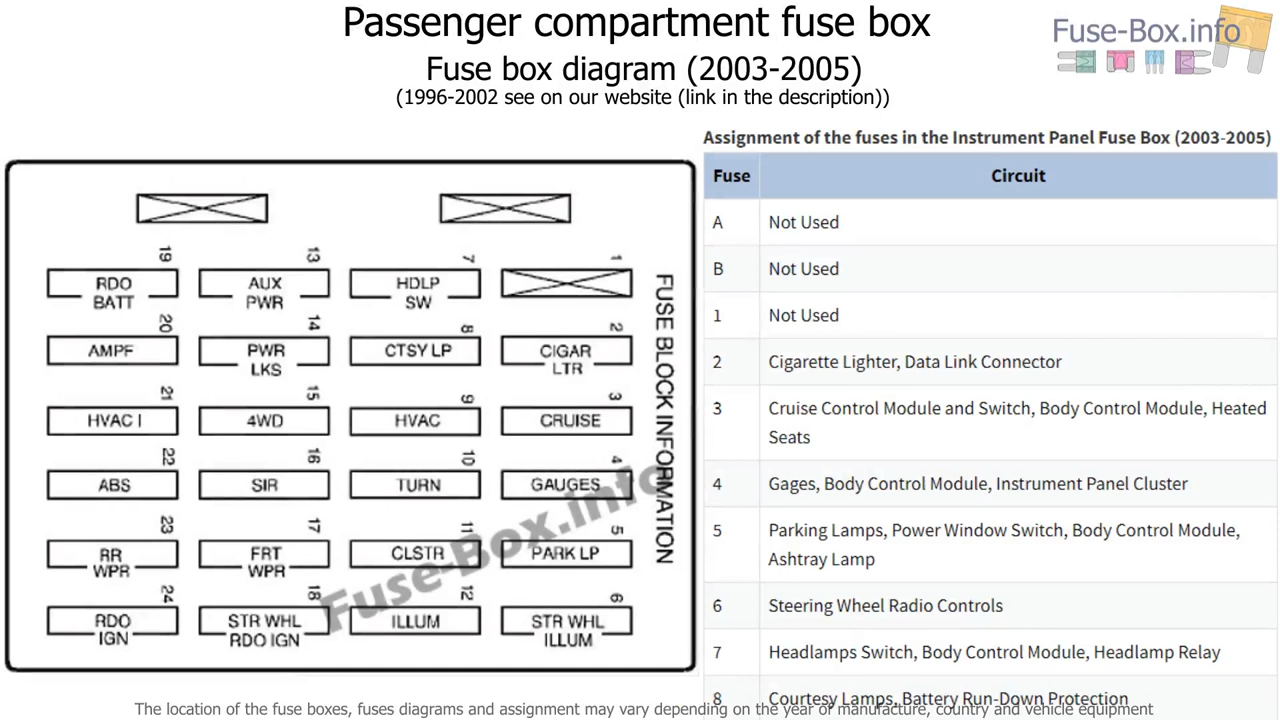 Passenger compartment fuse box
Fuse box diagram (2003-2005)
(1996-2002 see on our website (link in the description))
Fuse-Box.info
19
13
7
1
RDO
BATT
AUX
PWR
HDLP
SW
20
14
8
2
AMPF
PWR
LKS
CTSY LP
CIGAR
LTR
21
15
9
3
HVAC I
4WD
HVAC
CRUISE
22
16
10
4
ABS
SIR
TURN
GAUGES
23
17
11
5
RR
WPR
FRT
WPR
CLSTR
PARK LP
24
18
12
6
RDO
IGN
STR WHL
RDO IGN
ILLUM
STR WHL
ILLUM
FUSE BLOCK INFORMATION
Fuse-Box.info
Assignment of the fuses in the Instrument Panel Fuse Box (2003-2005)
Fuse Circuit
A Not Used
B Not Used
1 Not Used
2 Cigarette Lighter, Data Link Connector
3 Cruise Control Module and Switch, Body Control Module, Heated
Seats
4 Gages, Body Control Module, Instrument Panel Cluster
5 Parking Lamps, Power Window Switch, Body Control Module,
Ashtray Lamp
6 Steering Wheel Radio Controls
7 Headlamps Switch, Body Control Module, Headlamp Relay
8 Courtesy Lamps, Battery Run-Down Protection
The location of the fuse boxes, fuses diagrams and assignment may vary depending on the year of manufacture, country and vehicle equipment